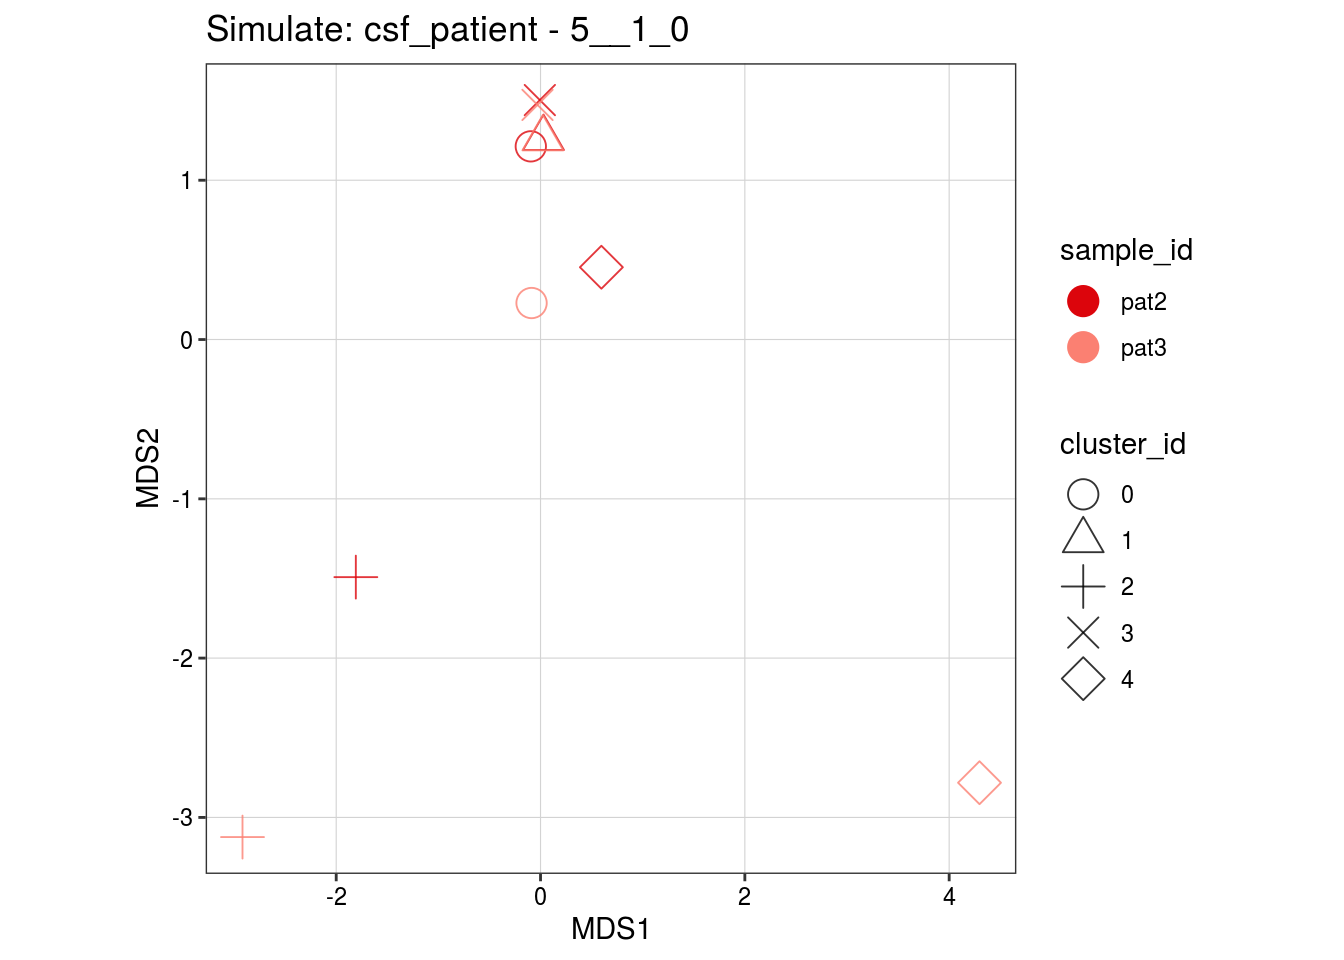 Simulate: csf_patient - 5__1_0
1
0
-1
-2
-3
MDS2
-2
0
2
4
MDS1
sample_id
pat2
pat3
cluster_id
0
1
2
3
4